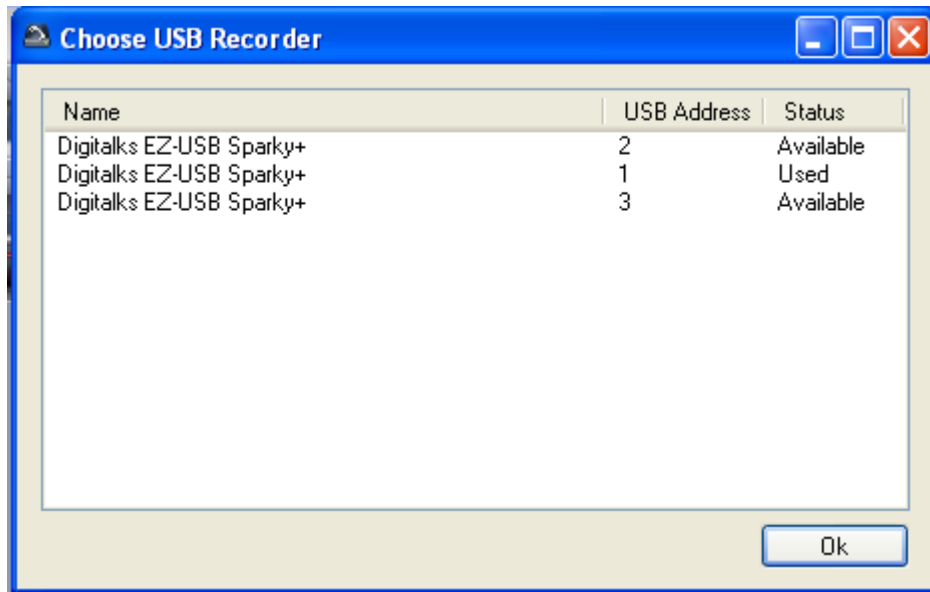 Choose USB Recorder
Name USB Address Status
Digitalks EZ-USB Sparky+ 2 Available
Digitalks EZ-USB Sparky+ 1 Used
Digitalks EZ-USB Sparky+ 3 Available
Ok